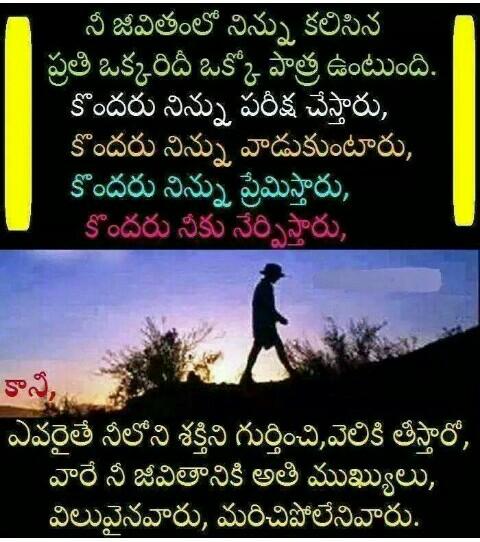 నీ జీవితంలో నిన్ను కలిసిన
ప్రతి ఒక్కరిదీ ఒక్కో పాత్ర ఉంటుంది.
కొందరు నిన్ను పరీక్ష చేస్తారు,
కొందరు నిన్ను వాడుకుంటారు,
కొందరు నిన్ను ప్రేమిస్తారు,
కొందరు నీకు నేర్పిస్తారు,
కానీ,
ఎవరైతే నీలోని శక్తిని గుర్తించి,వెలికి తీస్తారో,
వారే నీ జీవితానికి అతి ముఖ్యులు,
విలువైనవారు, మరిచిపోలేనివారు.